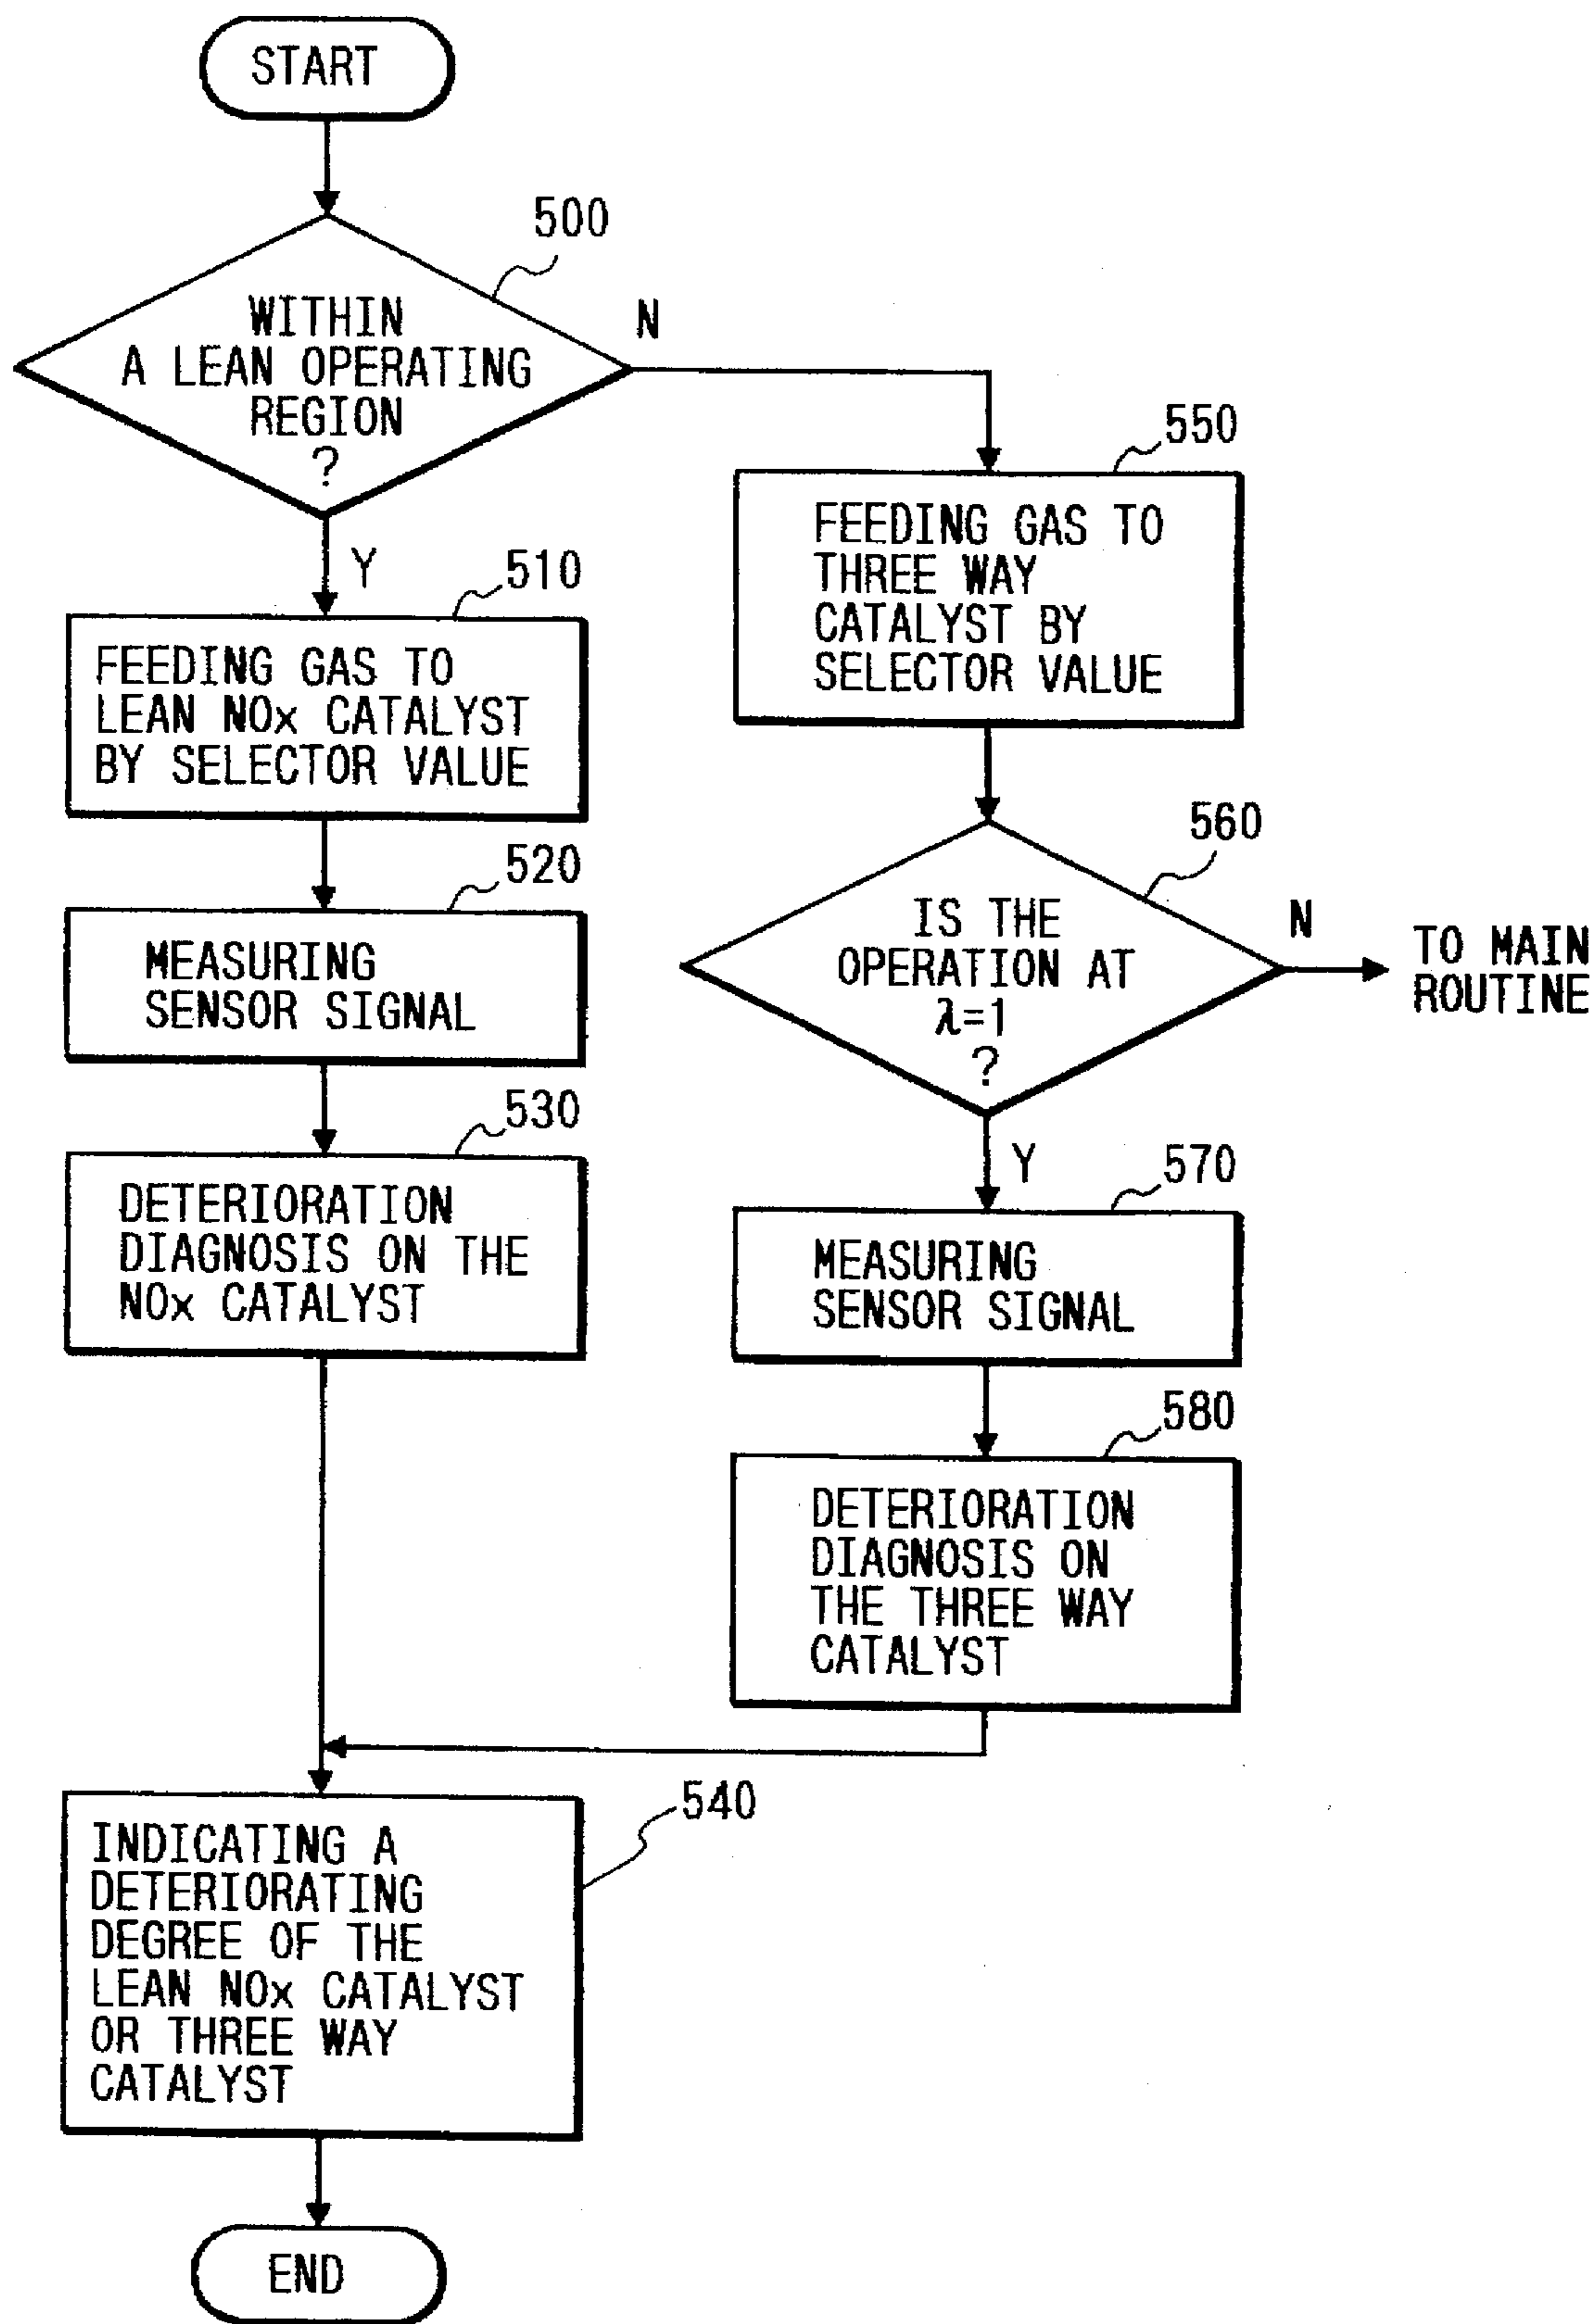 START
500
WITHIN
A LEAN OPERATING
REGION
?
N
Y
510
FEEDING GAS TO
LEAN NOx CATALYST
BY SELECTOR VALUE
520
MEASURING
SENSOR SIGNAL
530
DETERIORATION
DIAGNOSIS ON THE
NOx CATALYST
550
FEEDING GAS TO
THREE WAY
CATALYST BY
SELECTOR VALUE
560
IS THE
OPERATION AT
λ=1
?
N
TO MAIN
ROUTINE
Y
570
MEASURING
SENSOR SIGNAL
580
DETERIORATION
DIAGNOSIS ON
THE THREE WAY
CATALYST
540
INDICATING A
DETERIORATING
DEGREE OF THE
LEAN NOx CATALYST
OR THREE WAY
CATALYST
END